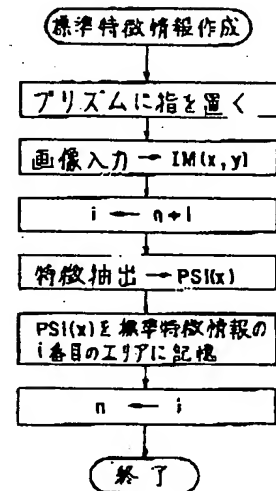 標準特徴情報作成
プリズムに指を置く
画像入力→IM(x,y)
i ← n+1
特徴抽出→PSI(x)
PSI(x)を標準特徴情報の
i番目のエリアに記憶
n ← i
終了